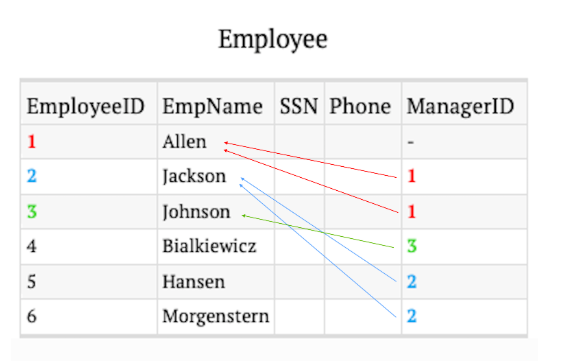 Employee
EmployeeID EmpName SSN Phone ManagerID
1 Allen -
2 Jackson 1
3 Johnson 1
4 Bialkiewicz 3
5 Hansen 2
6 Morgenstern 2